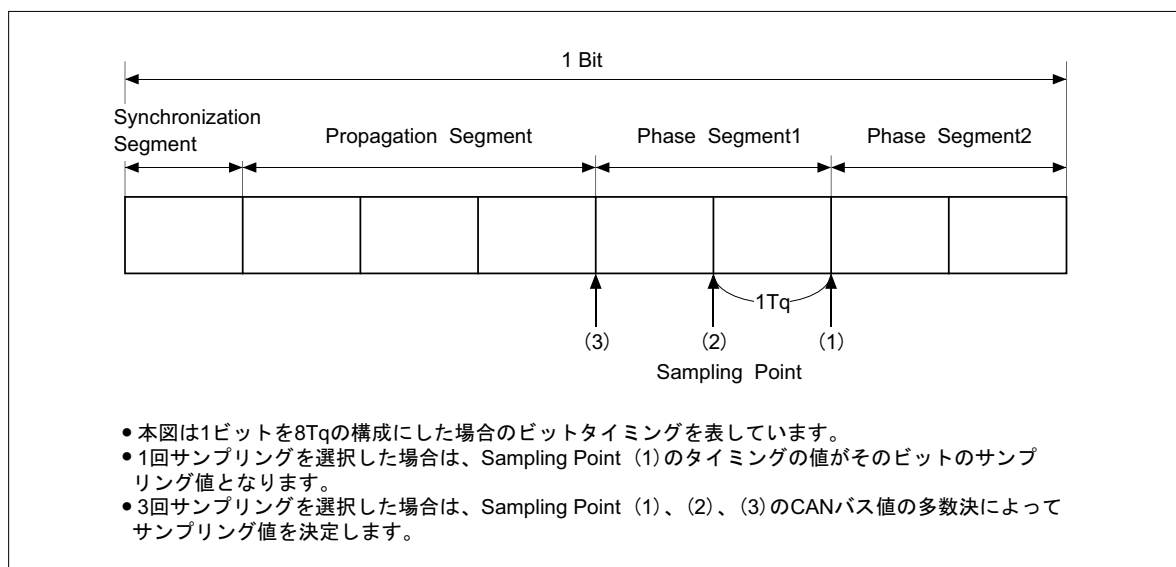 1 Bit
Synchronization
Segment
Propagation Segment
Phase Segment1
Phase Segment2
1Tq
(3)
(2)
(1)
Sampling Point
● 本図は1ビットを8Tqの構成にした場合のビットタイミングを表しています。
● 1回サンプリングを選択した場合は、Sampling Point（1）のタイミングの値がそのビットのサンプ
リング値となります。
● 3回サンプリングを選択した場合は、Sampling Point（1）、（2）、（3）のCANバス値の多数決によって
サンプリング値を決定します。